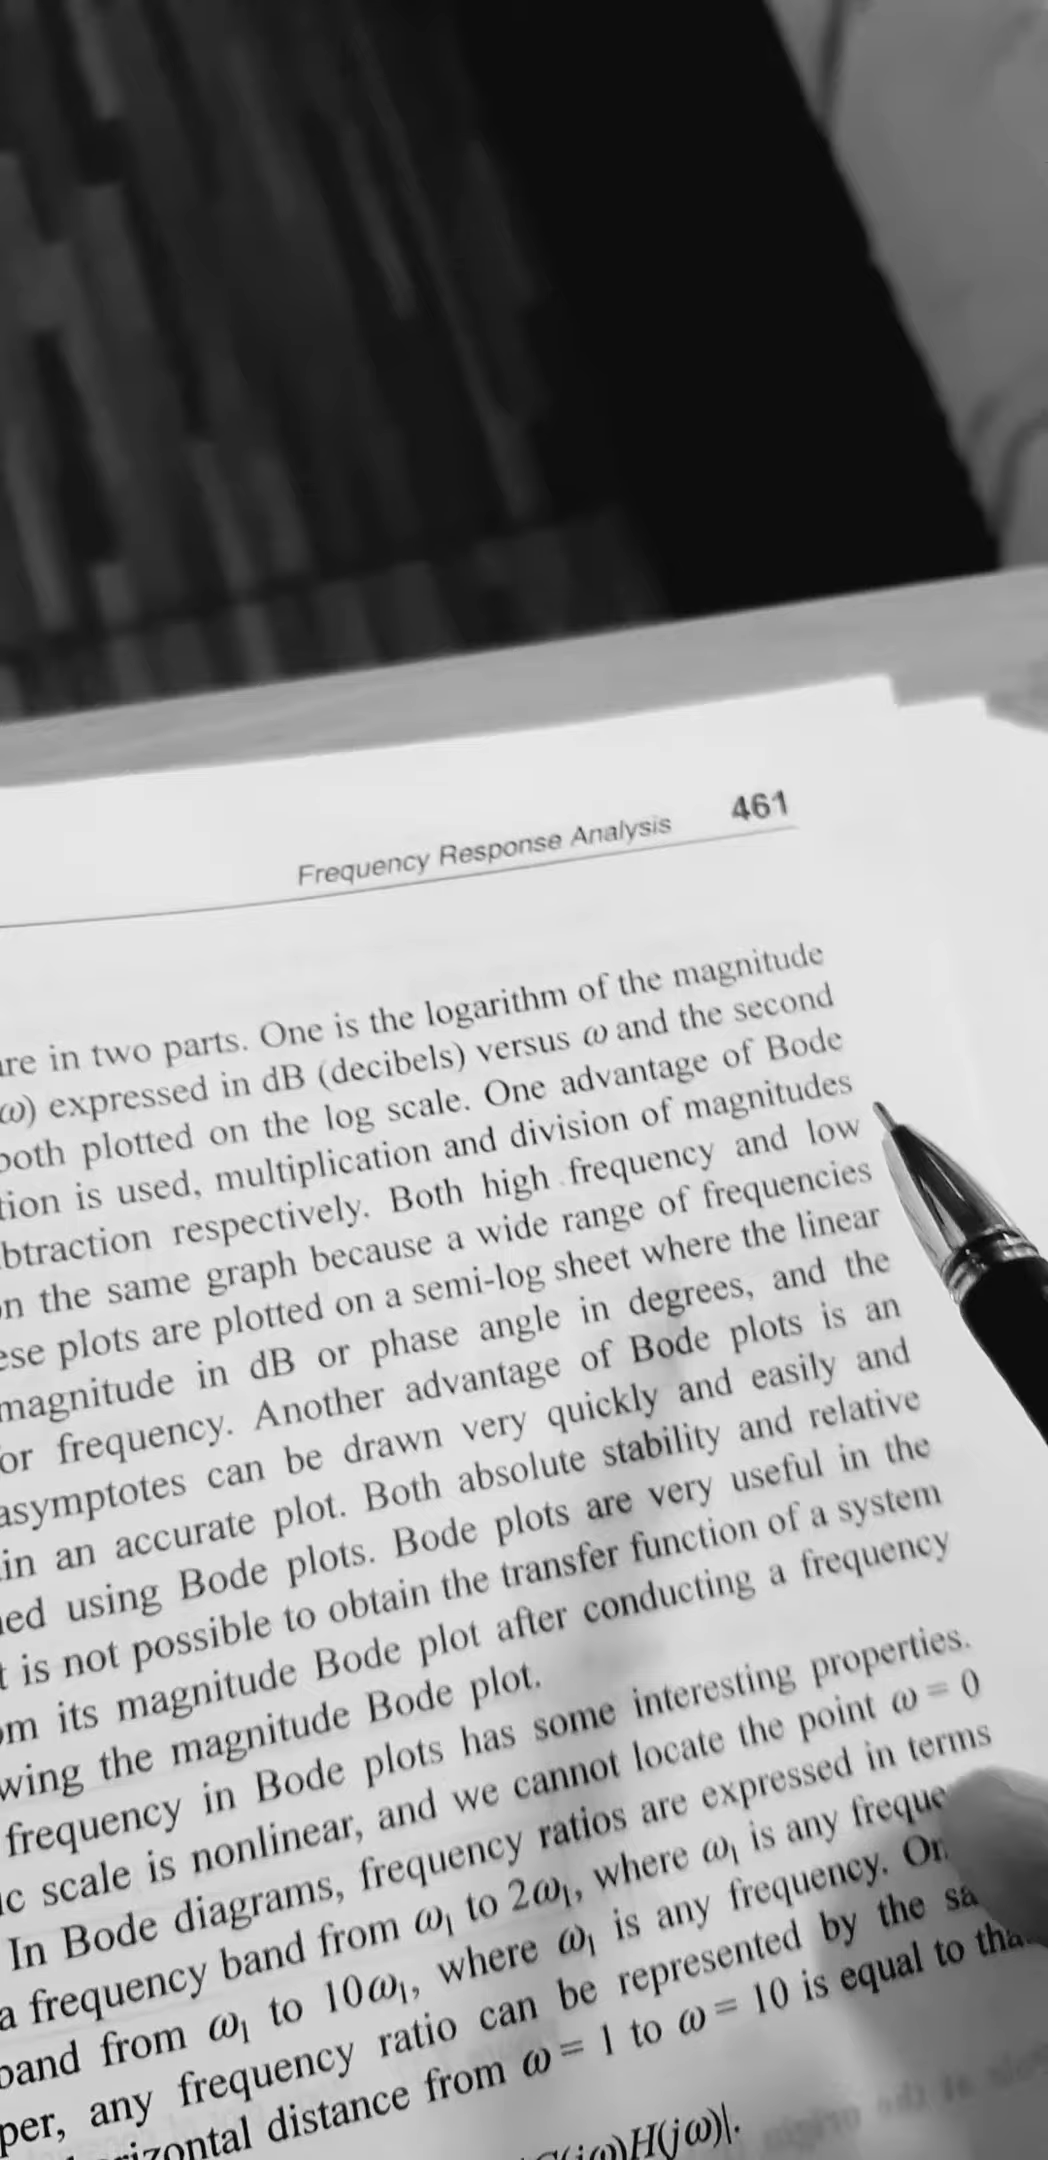 Frequency Response Analysis 461
are in two parts. One is the logarithm of the magnitude
ω) expressed in dB (decibels) versus ω and the second
both plotted on the log scale. One advantage of Bode
tion is used, multiplication and division of magnitudes
btraction respectively. Both high frequency and low
on the same graph because a wide range of frequencies
ese plots are plotted on a semi-log sheet where the linear
magnitude in dB or phase angle in degrees, and the
or frequency. Another advantage of Bode plots is an
asymptotes can be drawn very quickly and easily and
in an accurate plot. Both absolute stability and relative
ned using Bode plots. Bode plots are very useful in the
t is not possible to obtain the transfer function of a system
om its magnitude Bode plot after conducting a frequency
wing the magnitude Bode plot.
frequency in Bode plots has some interesting properties.
ic scale is nonlinear, and we cannot locate the point ω = 0
In Bode diagrams, frequency ratios are expressed in terms
a frequency band from ω₁ to 2ω₁, where ω₁ is any freque
band from ω₁ to 10ω₁, where ω₁ is any frequency. On
per, any frequency ratio can be represented by the sa
rizontal distance from ω = 1 to ω = 10 is equal to tha
G(jω)H(jω)|.